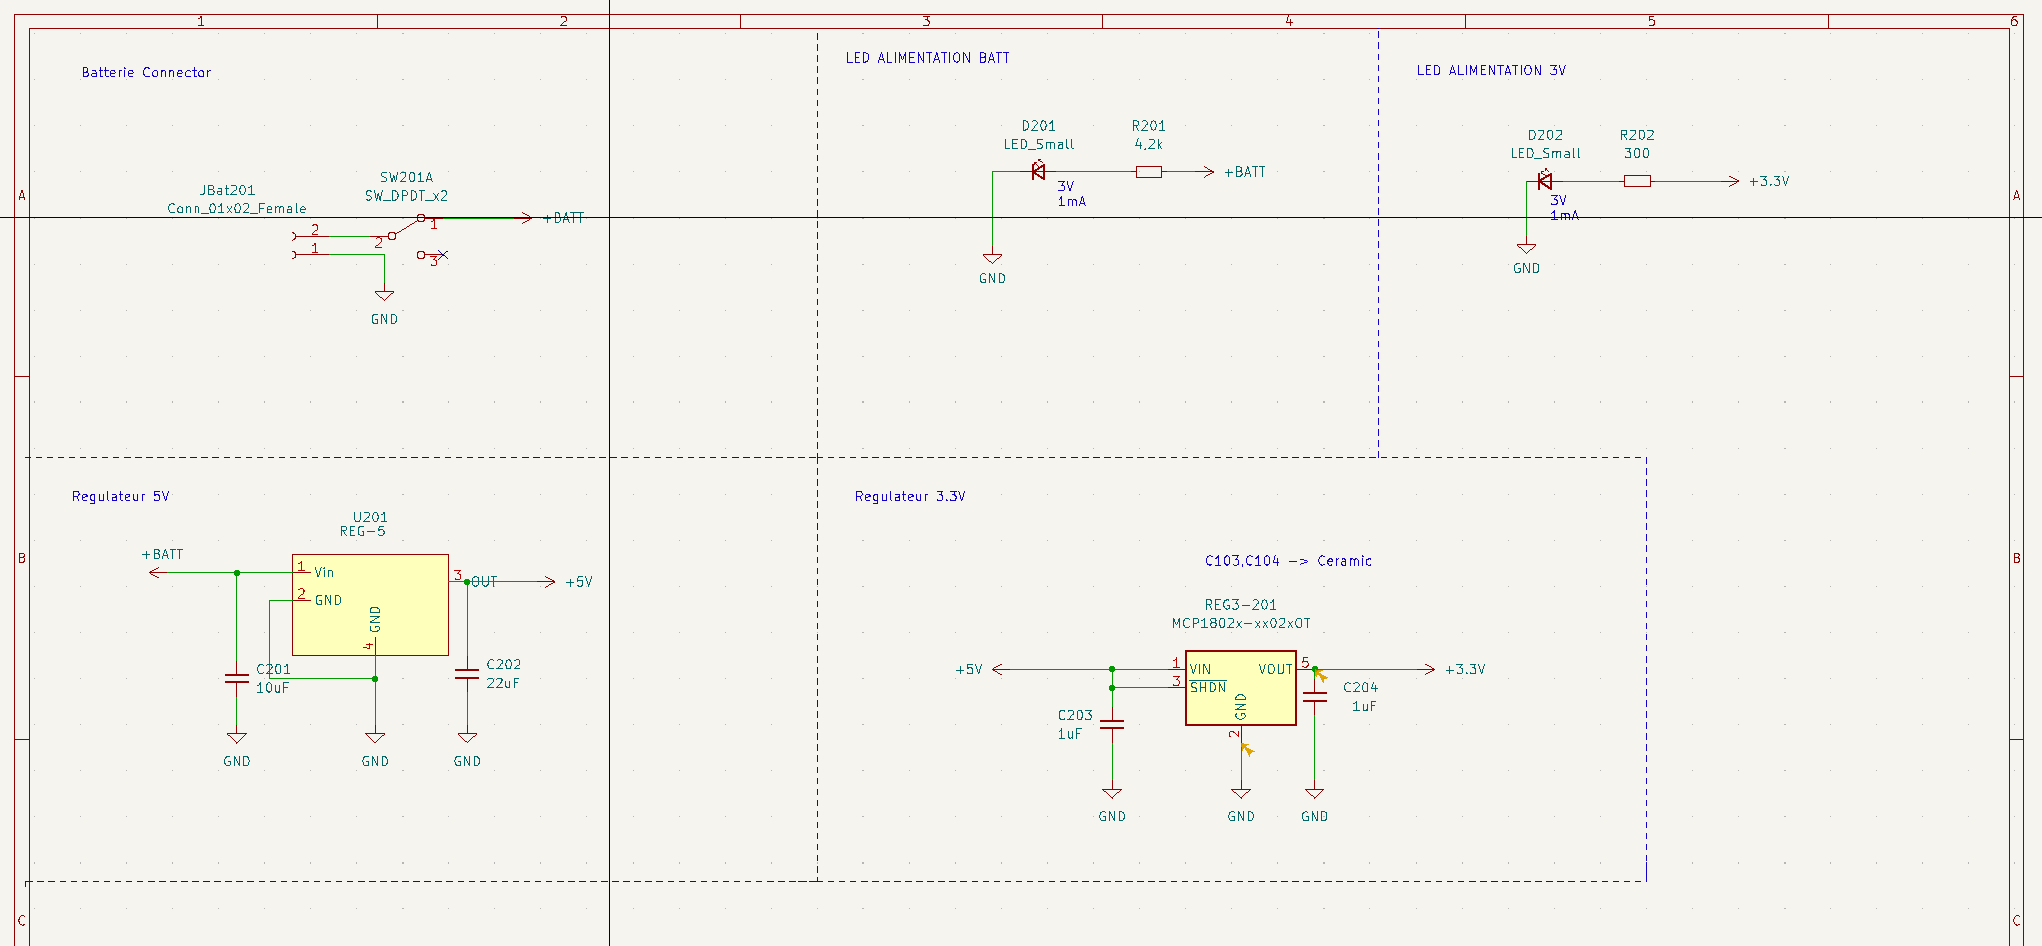 1
2
3
4
5
6
Batterie Connector
JBat201
Conn_01x02_Female
2
1
SW201A
SW_DPDT_x2
2
1
3
+BATT
GND
LED ALIMENTATION BATT
D201
LED_Small
3V
1mA
R201
4.2k
+BATT
GND
LED ALIMENTATION 3V
D202
LED_Small
3V
1mA
R202
300
+3.3V
GND
A
A
Regulateur 5V
U201
REG-5
+BATT
1
Vin
2
GND
GND
4
3
OUT
+5V
C201
10uF
C202
22uF
GND
GND
GND
Regulateur 3.3V
C103,C104 -> Ceramic
REG3-201
MCP1802x-xx02xOT
+5V
1
VIN
3
SHDN
VOUT
5
GND
2
+3.3V
C203
1uF
C204
1uF
GND
GND
GND
B
B
C
C